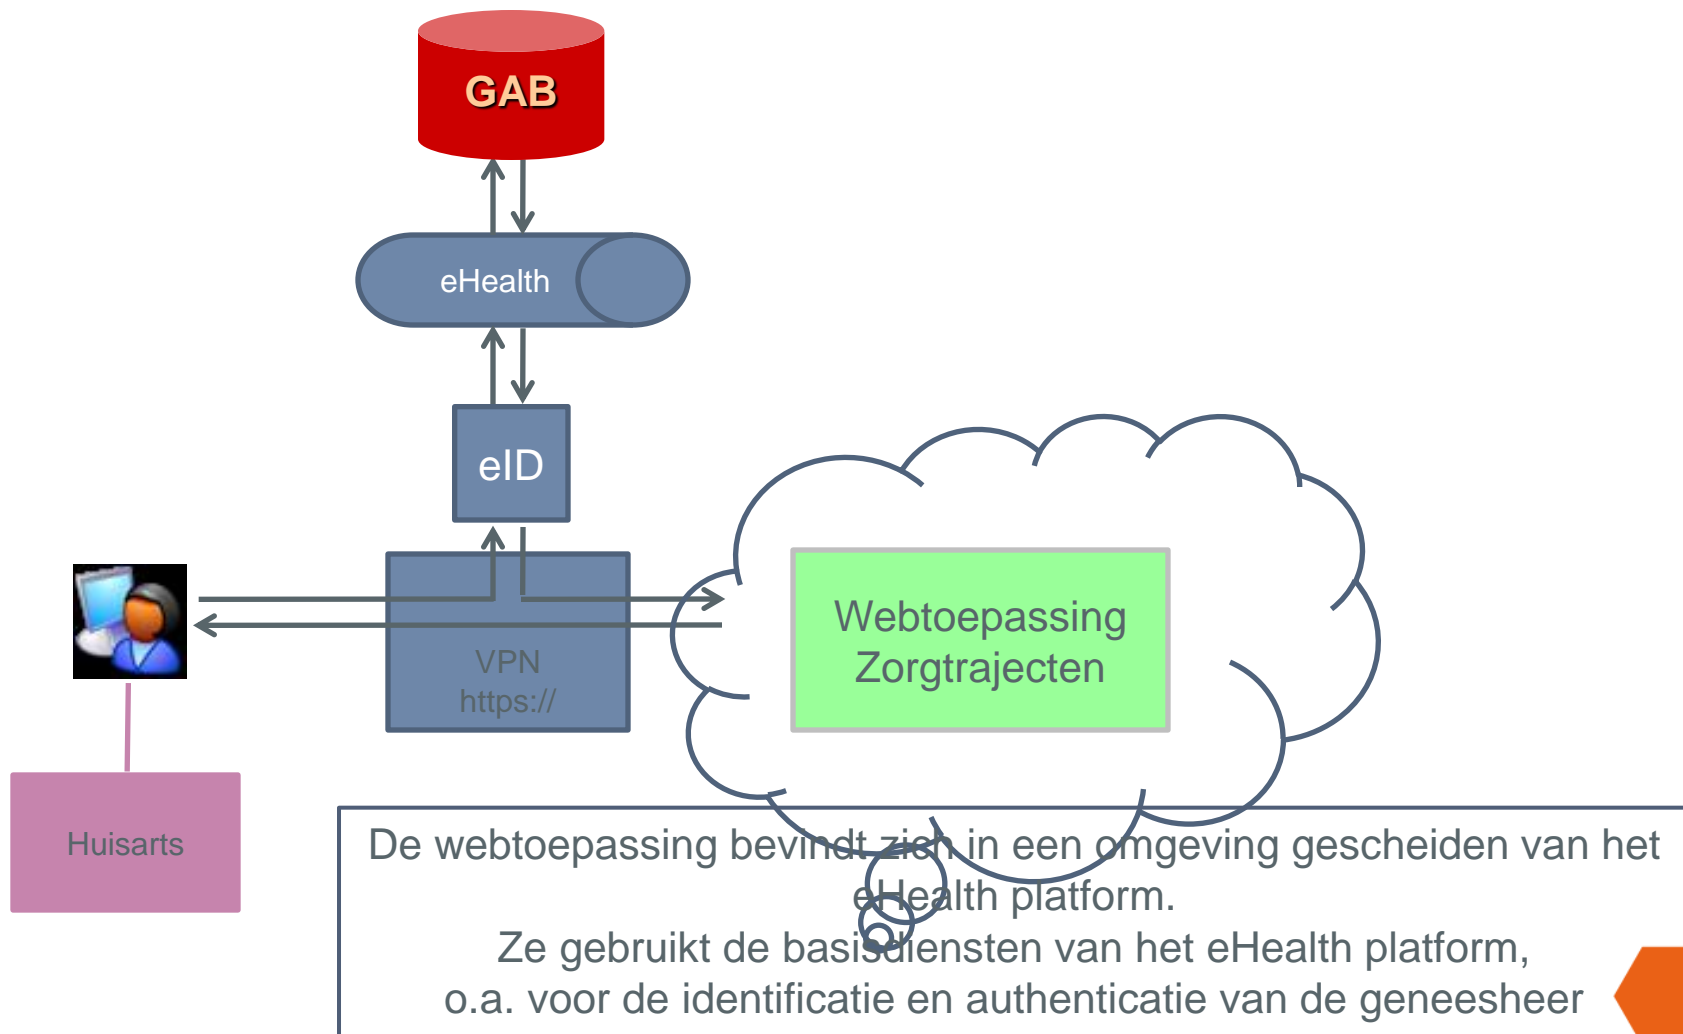 GAB
eHealth
eID
Webtoepassing
Zorgtrajecten
VPN
https://
Huisarts
De webtoepassing bevindt zich in een omgeving gescheiden van het
eHealth platform.
Ze gebruikt de basisdiensten van het eHealth platform,
o.a. voor de identificatie en authenticatie van de geneesheer